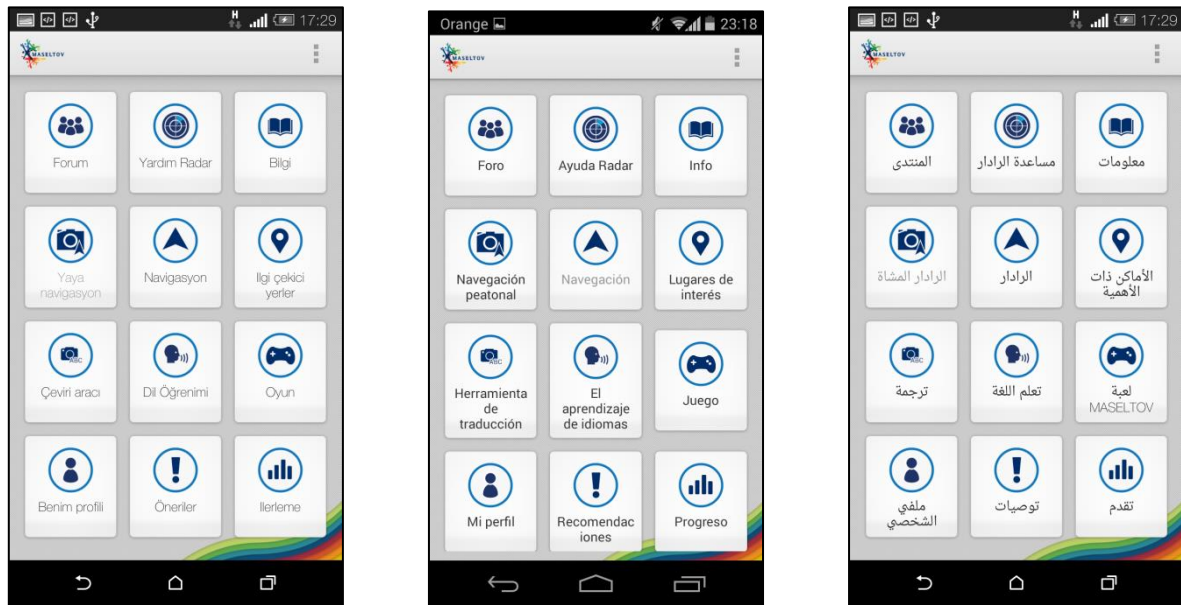 17:29
MASELTOV
Forum
Yardım Radar
Bilgi
Yaya
navigasyon
Navigasyon
Ilgi çekici
yerler
Çeviri aracı
ABC
Dil Öğrenimi
Oyun
Benim profili
Öneriler
Ilerleme
Orange
23:18
MASELTOV
Foro
Ayuda Radar
Info
Navegación
peatonal
Navegación
Lugares de
interés
ABC
Herramienta
de
traducción
El
aprendizaje
de idiomas
Juego
Mi perfil
Recomendac
iones
Progreso
H
17:29
MASELTOV
المنتدى
مساعدة الرادار
معلومات
الرادار المشاة
الرادار
الأماكن ذات
الأهمية
ABC
ترجمة
تعلم اللغة
لعبة
MASELTOV
ملفي
الشخصي
توصيات
تقدم